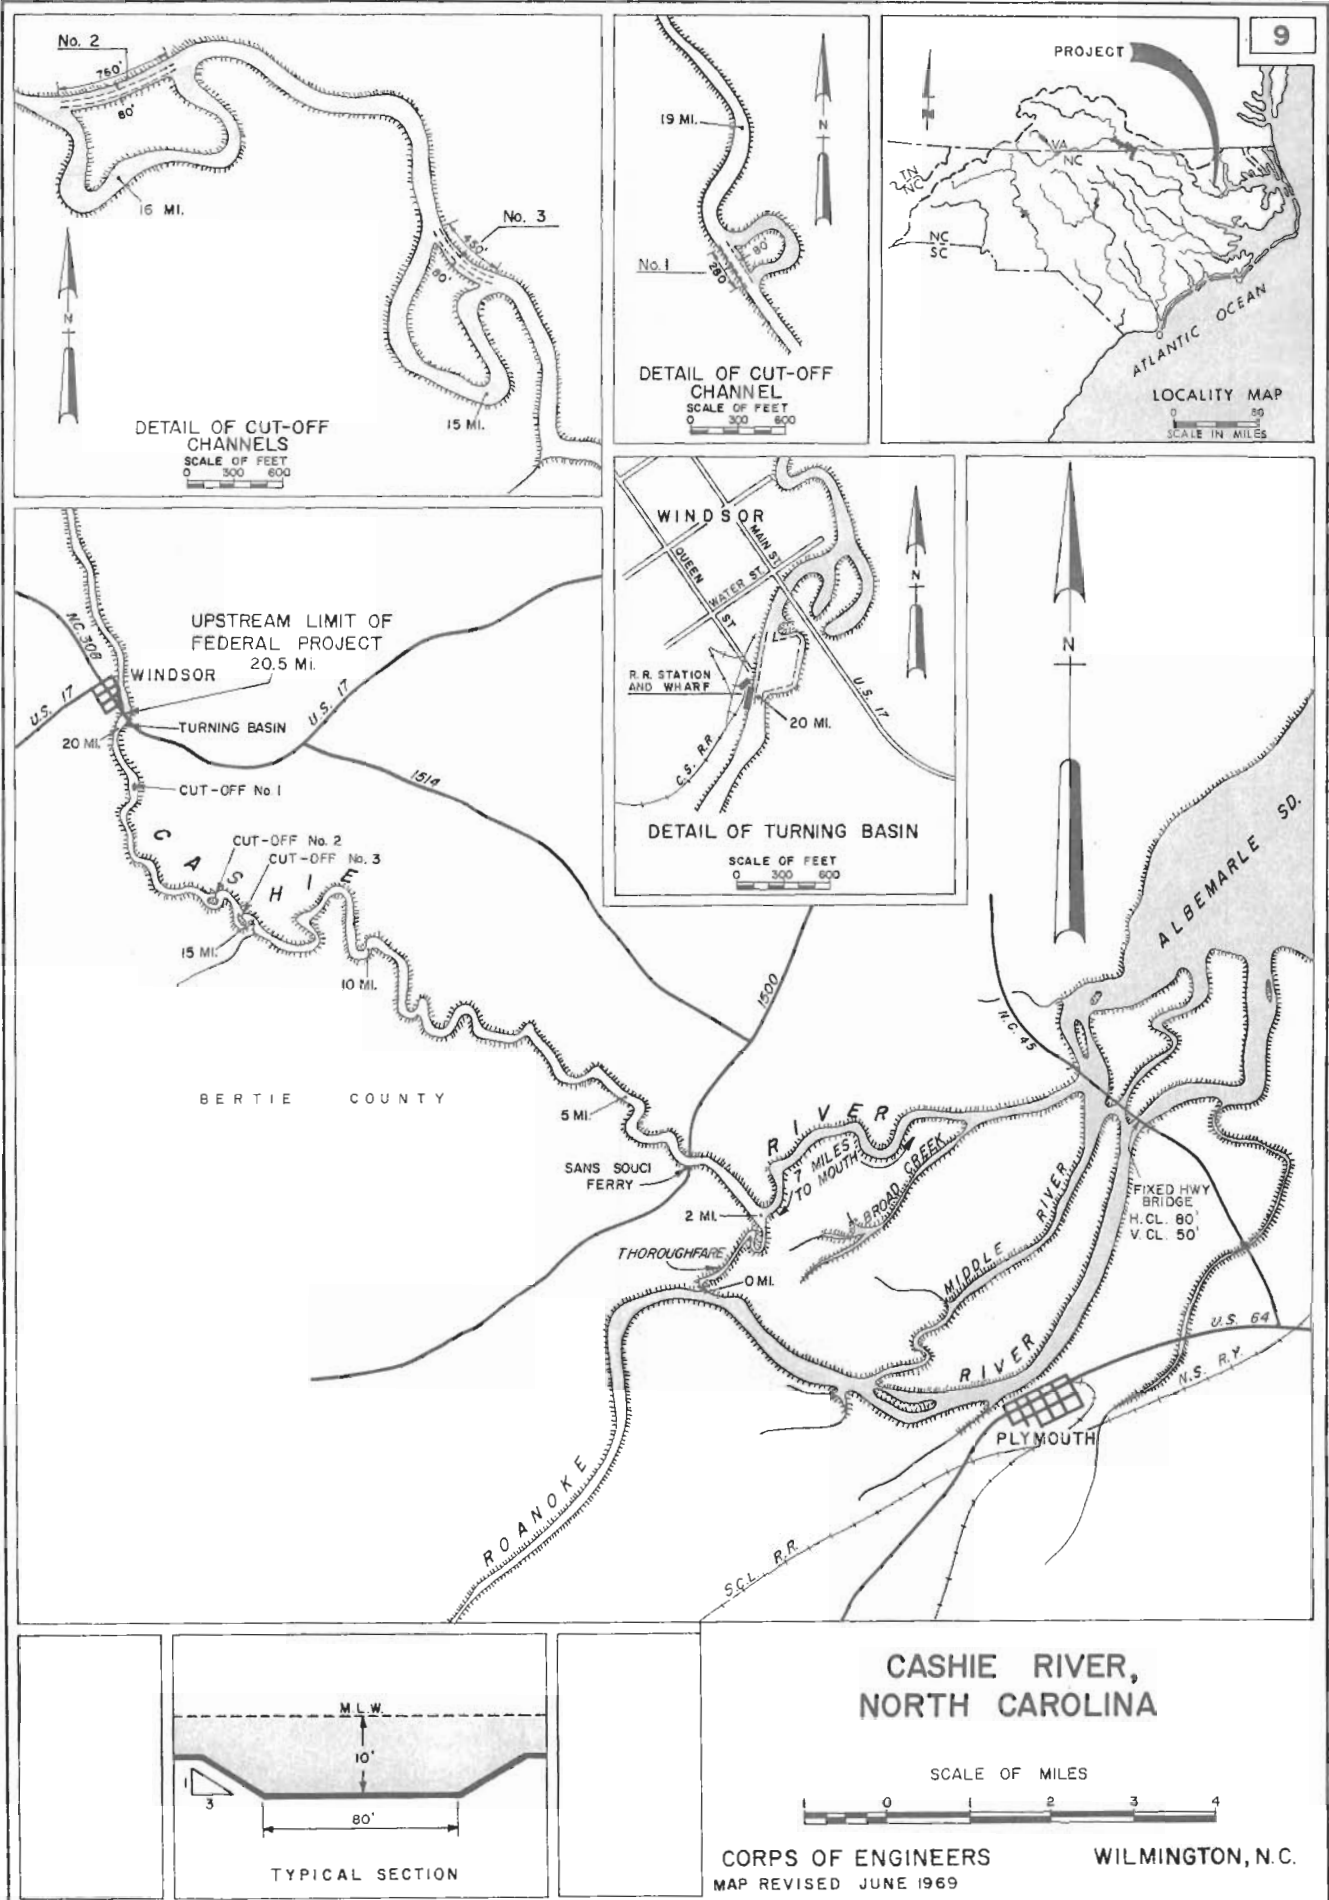 No. 2
760'
80'
16 MI.
No. 3
450'
80'
15 MI.
N
DETAIL OF CUT-OFF
CHANNELS
SCALE OF FEET
0 300 600
19 MI.
N
No. 1
80'
280'
DETAIL OF CUT-OFF
CHANNEL
SCALE OF FEET
0 300 600
9
PROJECT
N
VA
NC
TN
NC
NC
SC
ATLANTIC OCEAN
LOCALITY MAP
0 80
SCALE IN MILES
WINDSOR
MAIN ST.
QUEEN ST
WATER ST.
N
R.R. STATION
AND WHARF
U.S. 17
20 MI.
C.S. R.R.
DETAIL OF TURNING BASIN
SCALE OF FEET
0 300 600
N.C. 308
UPSTREAM LIMIT OF
FEDERAL PROJECT
20.5 Mi.
WINDSOR
U.S. 17
U.S. 17
TURNING BASIN
20 MI.
1514
CUT-OFF No. 1
CUT-OFF No. 2
CUT-OFF No. 3
CASHIE
15 MI.
10 MI.
N
ALBEMARLE SD.
1500
N.C. 45
BERTIE COUNTY
5 MI.
RIVER
7 MILES
TO MOUTH
BROAD CREEK
SANS SOUCI
FERRY
2 MI.
THOROUGHFARE
0 MI.
MIDDLE RIVER
FIXED HWY
BRIDGE
H. CL. 80'
V. CL. 50'
U.S. 64
N.S. R.Y.
RIVER
PLYMOUTH
ROANOKE
S.C.L. R.R.
M.L.W.
10'
1
3
80'
TYPICAL SECTION
CASHIE RIVER,
NORTH CAROLINA
SCALE OF MILES
1 0 1 2 3 4
CORPS OF ENGINEERS WILMINGTON, N.C.
MAP REVISED JUNE 1969